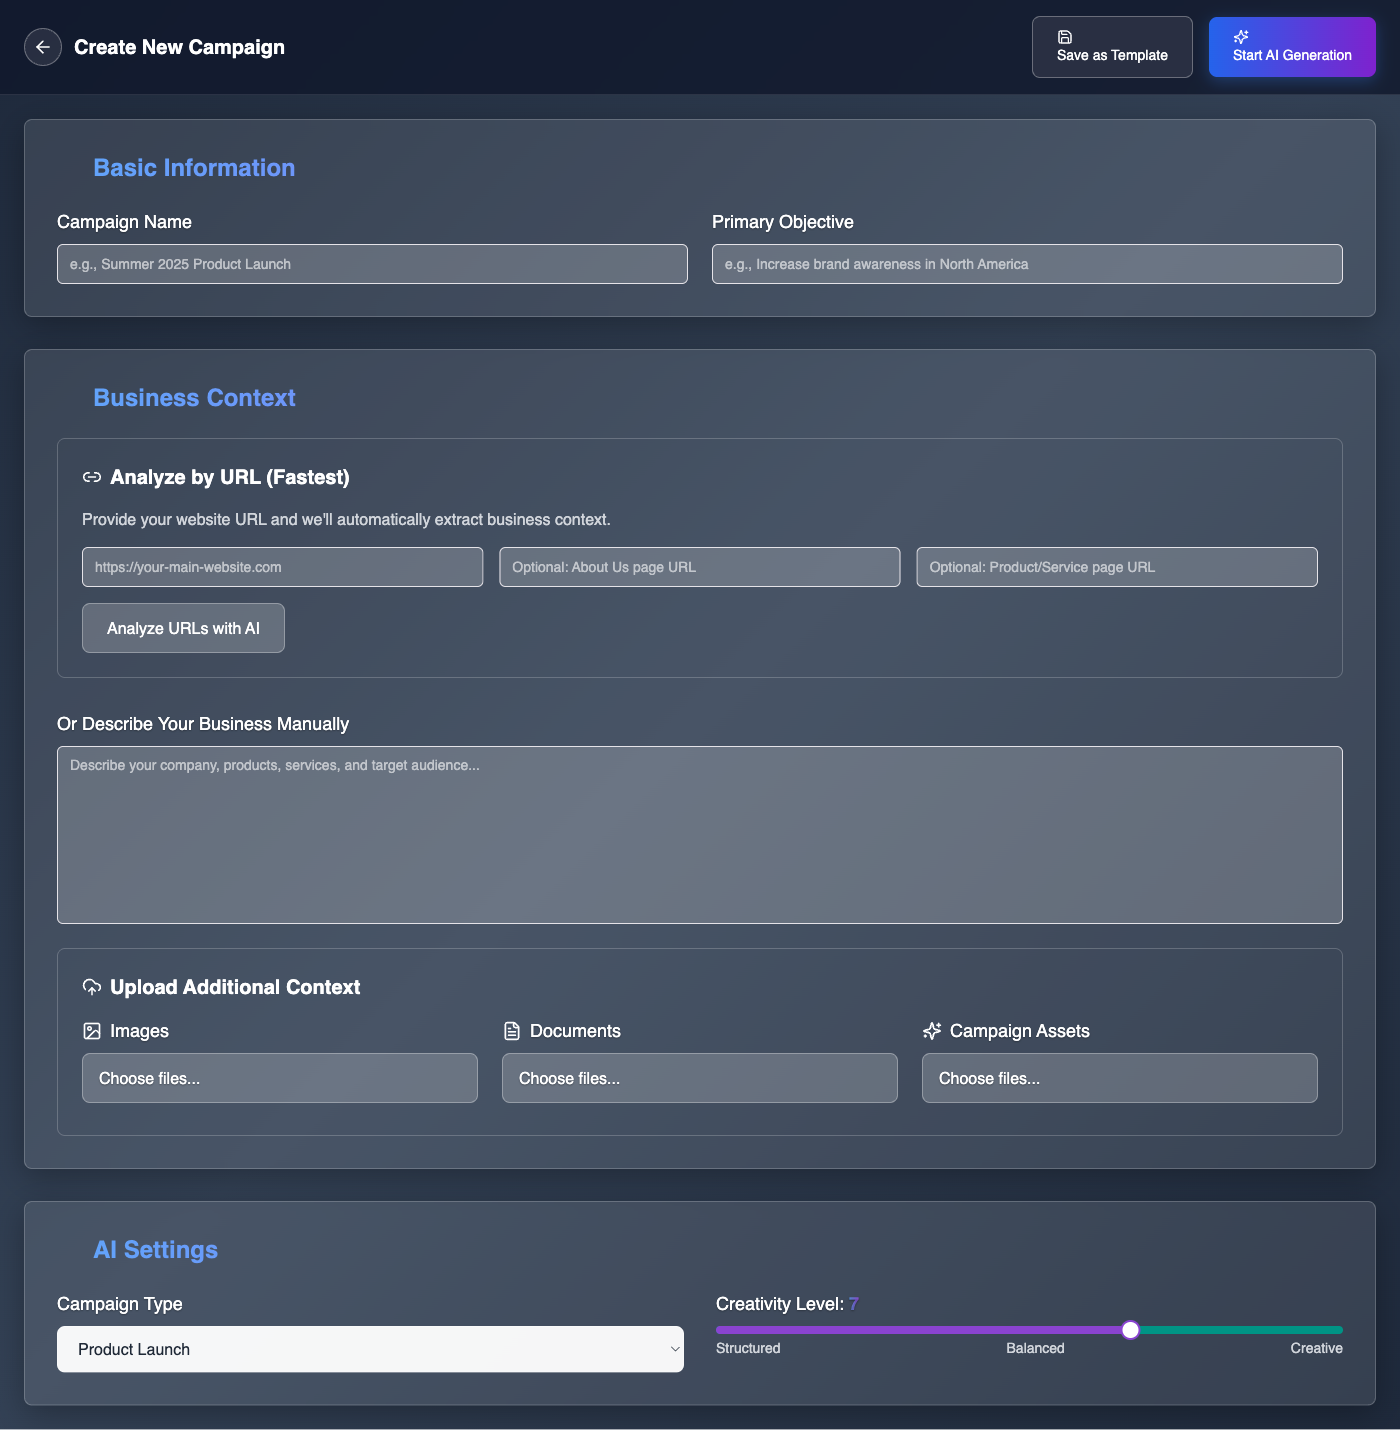 Create New Campaign
Save as Template
Start AI Generation
Basic Information
Campaign Name
Primary Objective
e.g., Summer 2025 Product Launch
e.g., Increase brand awareness in North America
Business Context
Analyze by URL (Fastest)
Provide your website URL and we'll automatically extract business context.
https://your-main-website.com
Optional: About Us page URL
Optional: Product/Service page URL
Analyze URLs with AI
Or Describe Your Business Manually
Describe your company, products, services, and target audience...
Upload Additional Context
Images
Documents
Campaign Assets
Choose files...
Choose files...
Choose files...
AI Settings
Campaign Type
Creativity Level: 7
Product Launch
Structured
Balanced
Creative